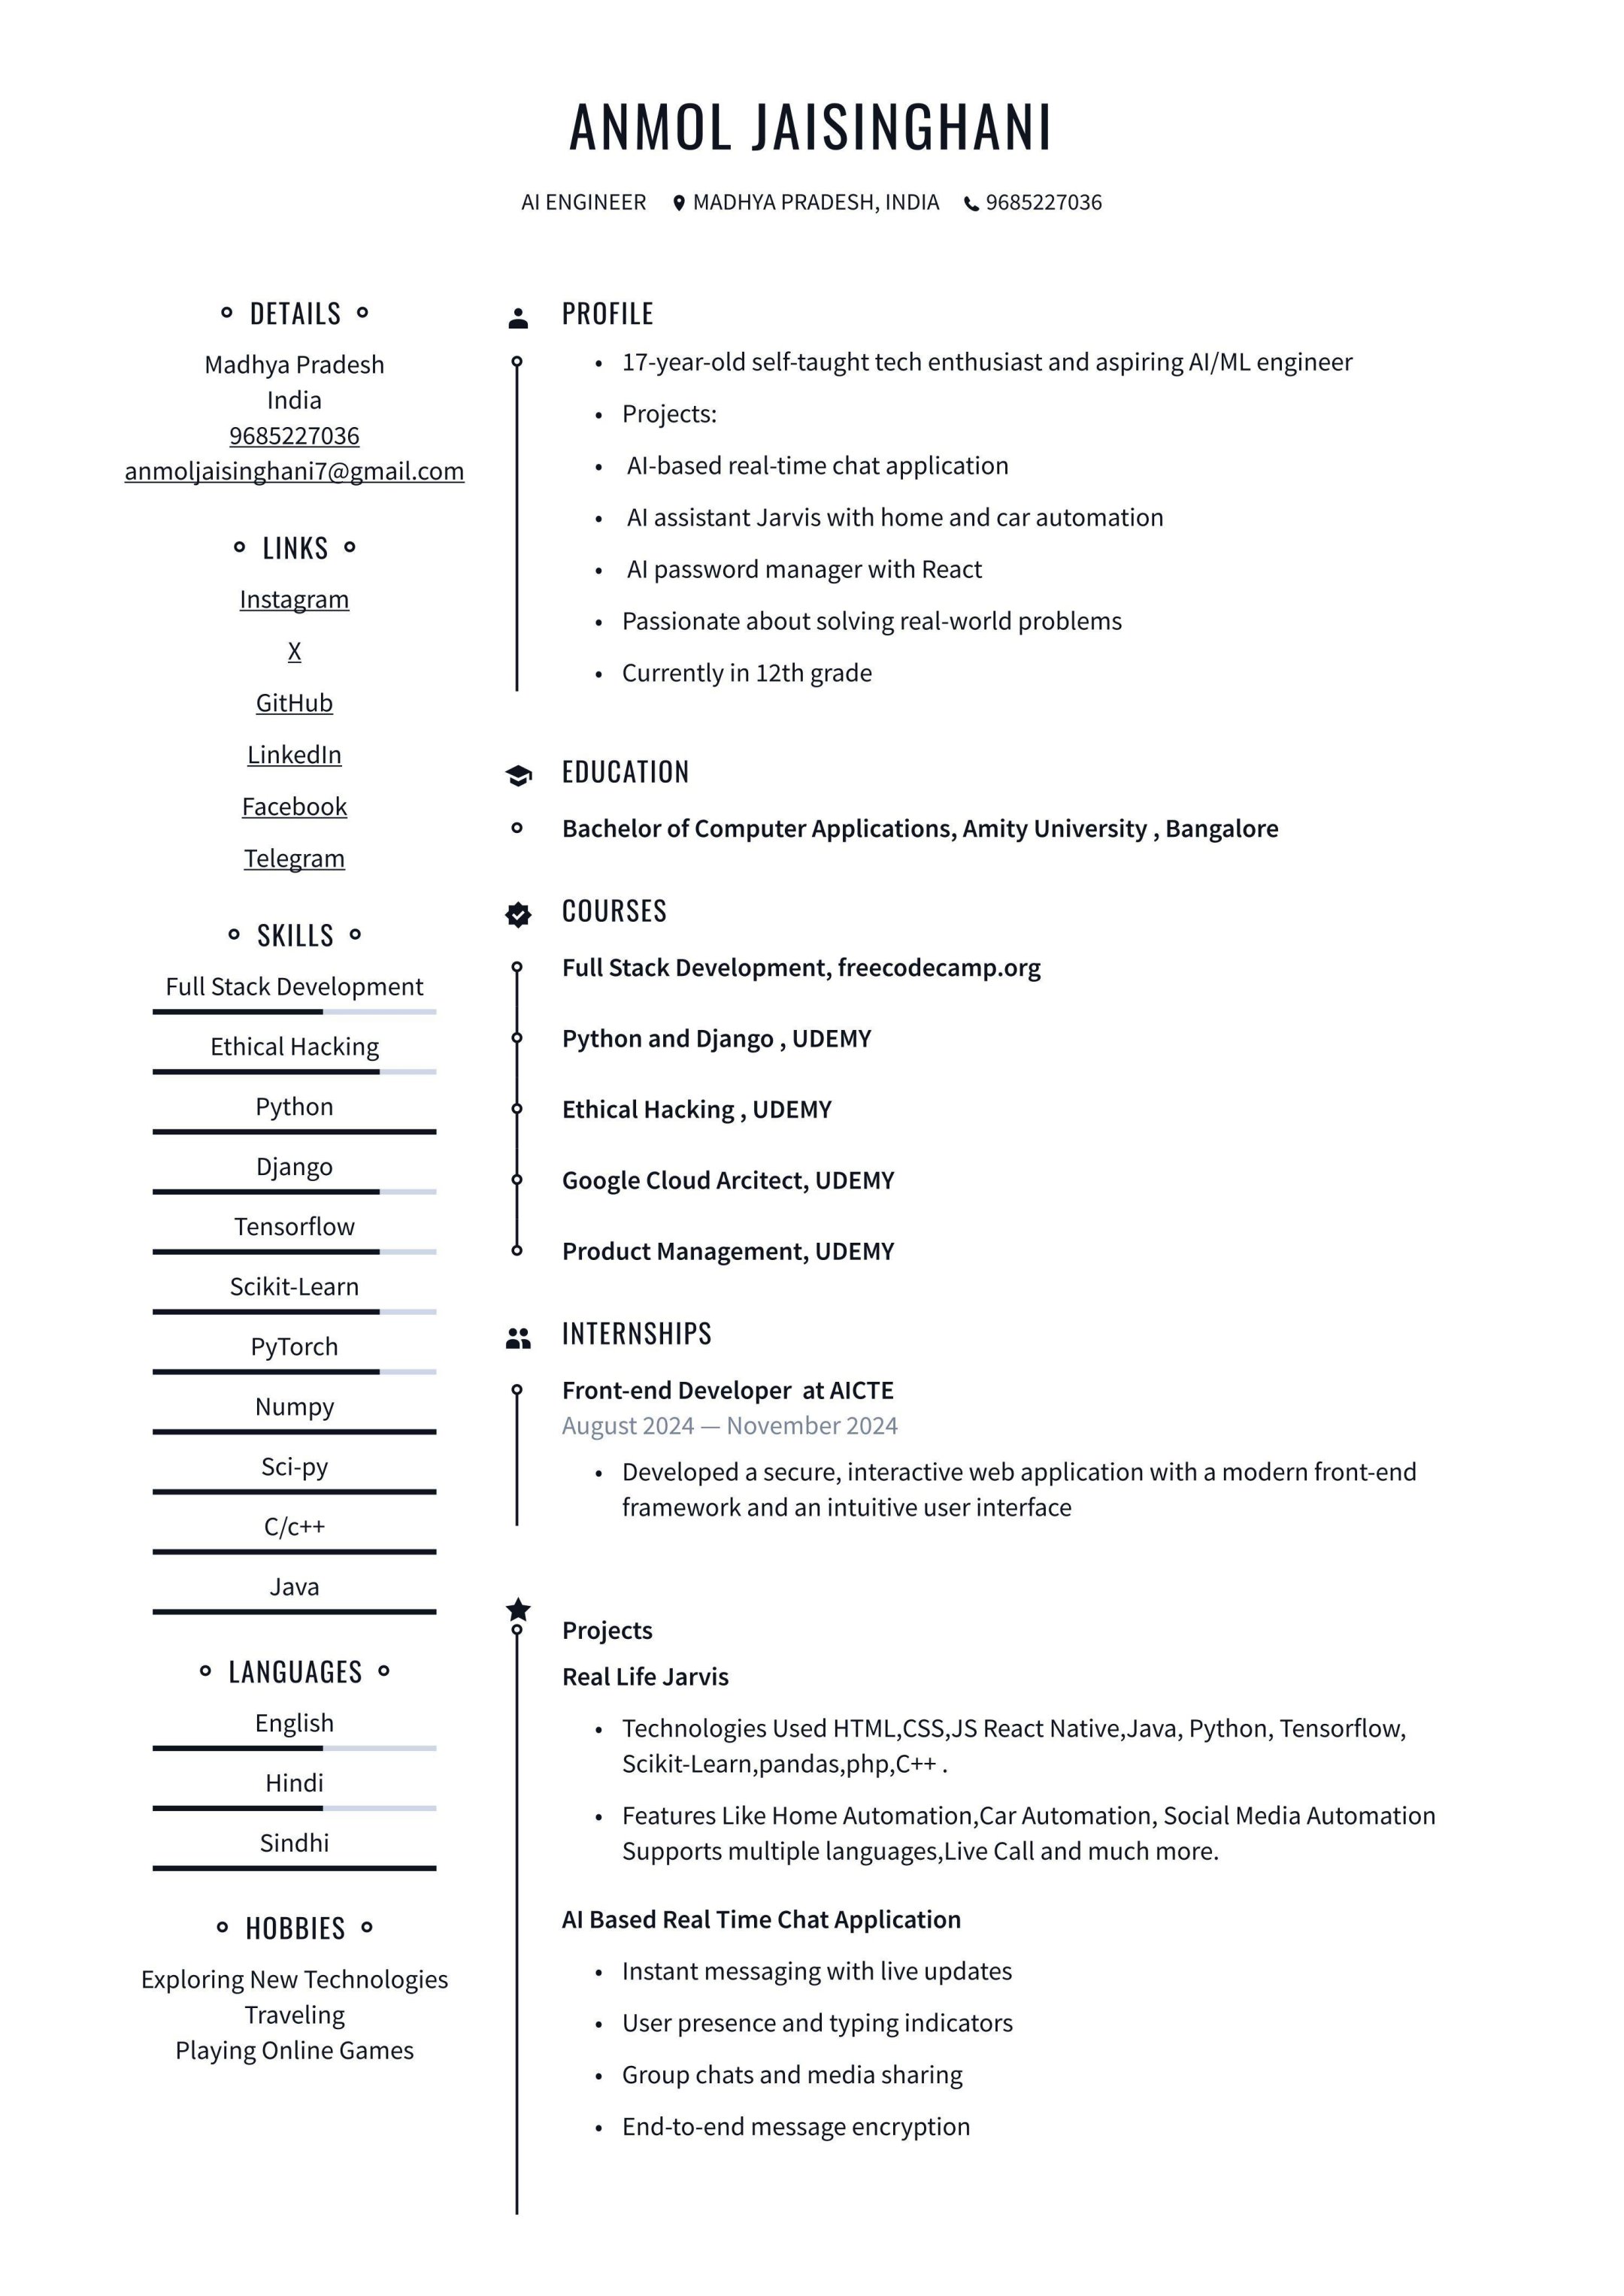 ANMOL JAISINGHANI
AI ENGINEER MADHYA PRADESH, INDIA 9685227036
DETAILS
Madhya Pradesh
India
9685227036
anmoljaisinghani7@gmail.com
LINKS
Instagram
X
GitHub
LinkedIn
Facebook
Telegram
SKILLS
Full Stack Development
Ethical Hacking
Python
Django
Tensorflow
Scikit-Learn
PyTorch
Numpy
Sci-py
C/c++
Java
LANGUAGES
English
Hindi
Sindhi
HOBBIES
Exploring New Technologies
Traveling
Playing Online Games
PROFILE
• 17-year-old self-taught tech enthusiast and aspiring AI/ML engineer
• Projects:
• AI-based real-time chat application
• AI assistant Jarvis with home and car automation
• AI password manager with React
• Passionate about solving real-world problems
• Currently in 12th grade
EDUCATION
Bachelor of Computer Applications, Amity University , Bangalore
COURSES
Full Stack Development, freecodecamp.org
Python and Django , UDEMY
Ethical Hacking , UDEMY
Google Cloud Arcitect, UDEMY
Product Management, UDEMY
INTERNSHIPS
Front-end Developer at AICTE
August 2024 — November 2024
• Developed a secure, interactive web application with a modern front-end
framework and an intuitive user interface
Projects
Real Life Jarvis
• Technologies Used HTML,CSS,JS React Native,Java, Python, Tensorflow,
Scikit-Learn,pandas,php,C++ .
• Features Like Home Automation,Car Automation, Social Media Automation
Supports multiple languages,Live Call and much more.
AI Based Real Time Chat Application
• Instant messaging with live updates
• User presence and typing indicators
• Group chats and media sharing
• End-to-end message encryption